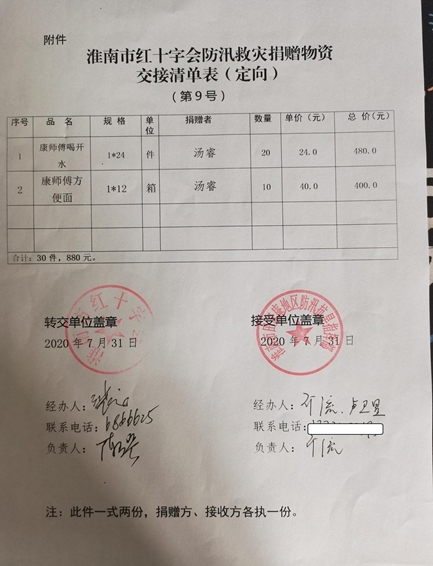 附件
淮南市红十字会防汛救灾捐赠物资
交接清单表（定向）
（第9号）
序号 品 名 规 格 单位 捐赠者 数量 单价（元） 总 价（元）
1 康师傅喝开水 1*24 件 汤睿 20 24.0 480.0
2 康师傅方便面 1*12 箱 汤睿 10 40.0 400.0
合计：30件，880元。
转交单位盖章 接受单位盖章
2020年7月31日 2020年7月31日
经办人： 经办人：
联系电话：6866625 联系电话：
负责人： 负责人：
注：此件一式两份，捐赠方、接收方各执一份。